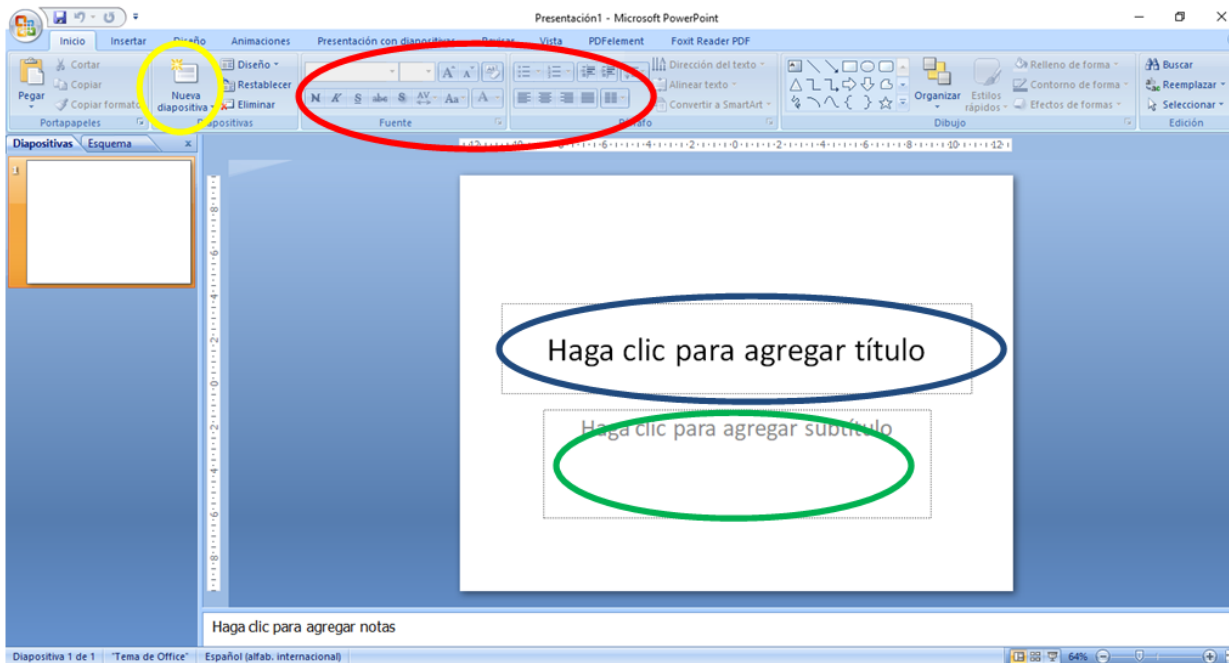 Presentación1 - Microsoft PowerPoint
Inicio Insertar Diseño Animaciones Presentación con diapositivas Revisar Vista PDFelement Foxit Reader PDF
Pegar
Cortar
Copiar
Copiar formato
Portapapeles
Nueva diapositiva
Diseño
Restablecer
Eliminar
Diapositivas
N K S abc S AV Aa A
Fuente
Dirección del texto
Alinear texto
Convertir a SmartArt
Organizar
Estilos rápidos
Relleno de forma
Contorno de forma
Efectos de formas
Dibujo
Buscar
Reemplazar
Seleccionar
Edición
Diapositivas Esquema x
1
Haga clic para agregar título
Haga clic para agregar subtítulo
Haga clic para agregar notas
Diapositiva 1 de 1 "Tema de Office" Español (alfab. internacional) 64%